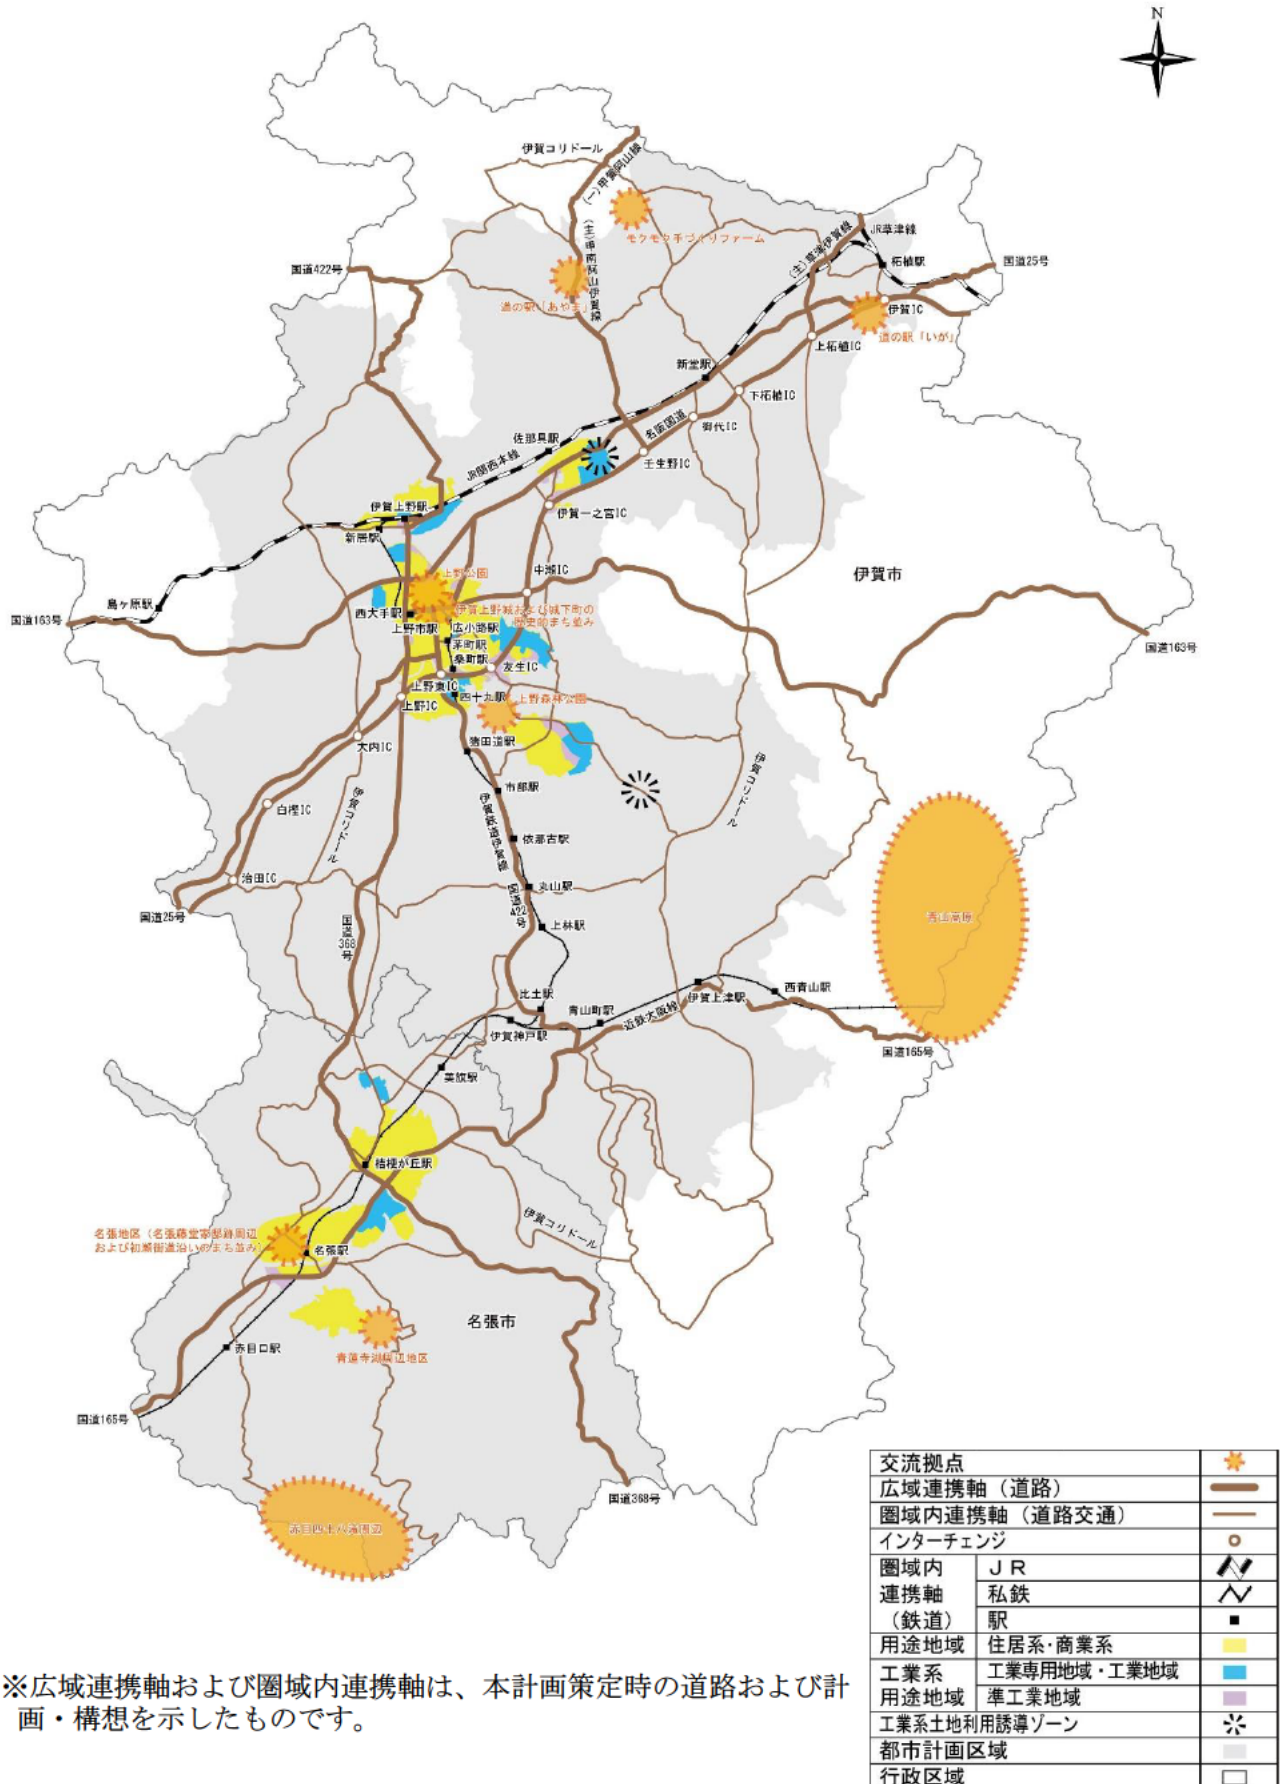 N
伊賀コリドール
(一)甲賀阿山線
モクモク手づくりファーム
(主)甲南阿山伊賀線
(主)草津伊賀線
JR草津線
柘植駅
国道25号
国道422号
道の駅「あやま」
伊賀IC
道の駅「いが」
上柘植IC
新堂駅
下柘植IC
御代IC
名阪国道
佐那具駅
壬生野IC
JR関西本線
伊賀上野駅
伊賀一之宮IC
新居駅
中瀬IC
上野公園
伊賀市
島ヶ原駅
西大手駅
伊賀上野城および城下町の
歴史的まち並み
国道163号
上野市駅
広小路駅
茅町駅
桑町駅
友生IC
国道163号
上野東IC
四十九駅
上野森林公園
上野IC
大内IC
猪田道駅
伊賀コリドール
市部駅
伊賀コリドール
白樫IC
伊賀鉄道伊賀線
依那古駅
治田IC
丸山駅
国道25号
国道368号
国道422号
上林駅
青山高原
比土駅
青山町駅
伊賀上津駅
西青山駅
近鉄大阪線
伊賀神戸駅
国道165号
美旗駅
桔梗が丘駅
伊賀コリドール
名張地区(名張藤堂家邸跡周辺
および初瀬街道沿いのまち並み)
名張駅
名張市
赤目口駅
青蓮寺湖周辺地区
国道165号
国道368号
赤目四十八滝周辺
交流拠点
広域連携軸(道路)
圏域内連携軸(道路交通)
インターチェンジ
圏域内 JR
連携軸 私鉄
(鉄道) 駅
用途地域 住居系・商業系
工業系 工業専用地域・工業地域
用途地域 準工業地域
工業系土地利用誘導ゾーン
都市計画区域
行政区域
※広域連携軸および圏域内連携軸は、本計画策定時の道路および計
画・構想を示したものです。